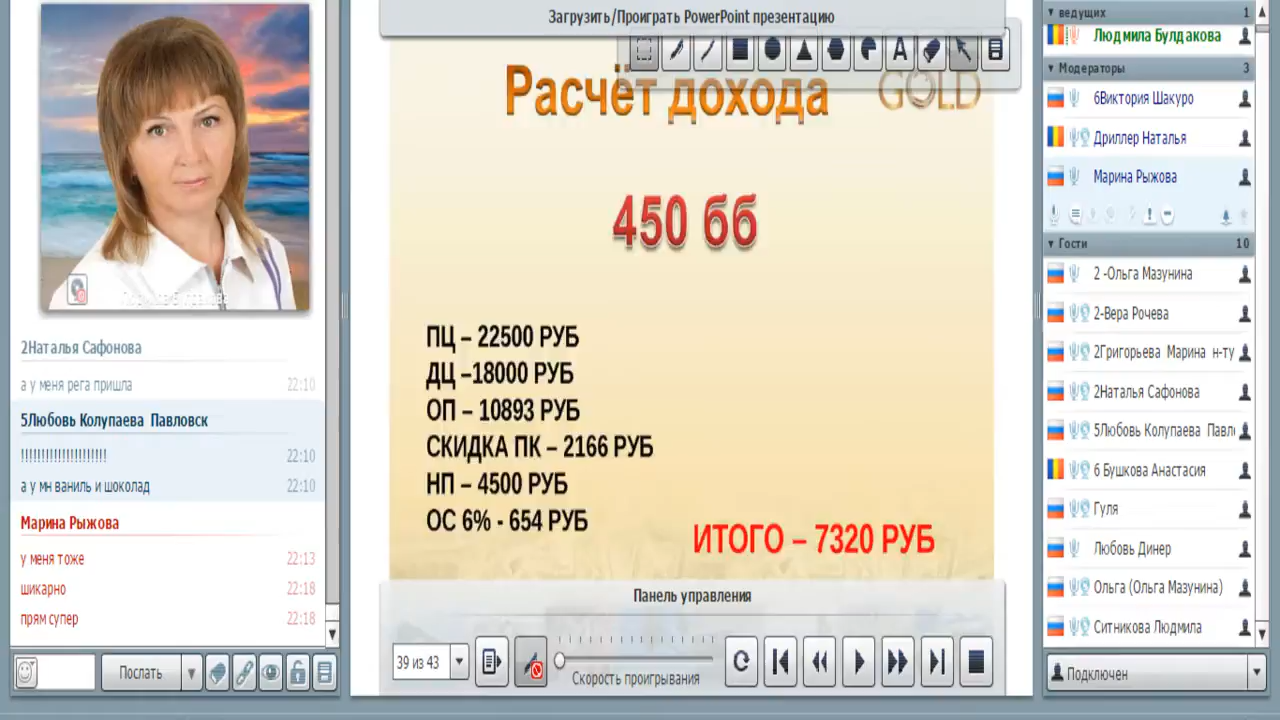 2Наталья Сафонова
а у меня рега пришла 22:10
5Любовь Колупаева Павловск
!!!!!!!!!!!!!!!!!!!!! 22:10
а у мн ваниль и шоколад 22:10
Марина Рыжова
у меня тоже 22:13
шикарно 22:18
прям супер 22:18
Послать
Загрузить/Проиграть PowerPoint презентацию
A
Расчёт дохода
GOLD
450 бб
ПЦ – 22500 РУБ
ДЦ –18000 РУБ
ОП – 10893 РУБ
СКИДКА ПК – 2166 РУБ
НП – 4500 РУБ
ОС 6% - 654 РУБ
ИТОГО – 7320 РУБ
Панель управления
39 из 43
Скорость проигрывания
ведущих 1
Людмила Булдакова
Модераторы 3
6Виктория Шакуро
Дриллер Наталья
Марина Рыжова
Гости 10
2 -Ольга Мазунина
2-Вера Рочева
2Григорьева Марина н-ту
2Наталья Сафонова
5Любовь Колупаева Павл
6 Бушкова Анастасия
Гуля
Любовь Динер
Ольга (Ольга Мазунина)
Ситникова Людмила
Подключен